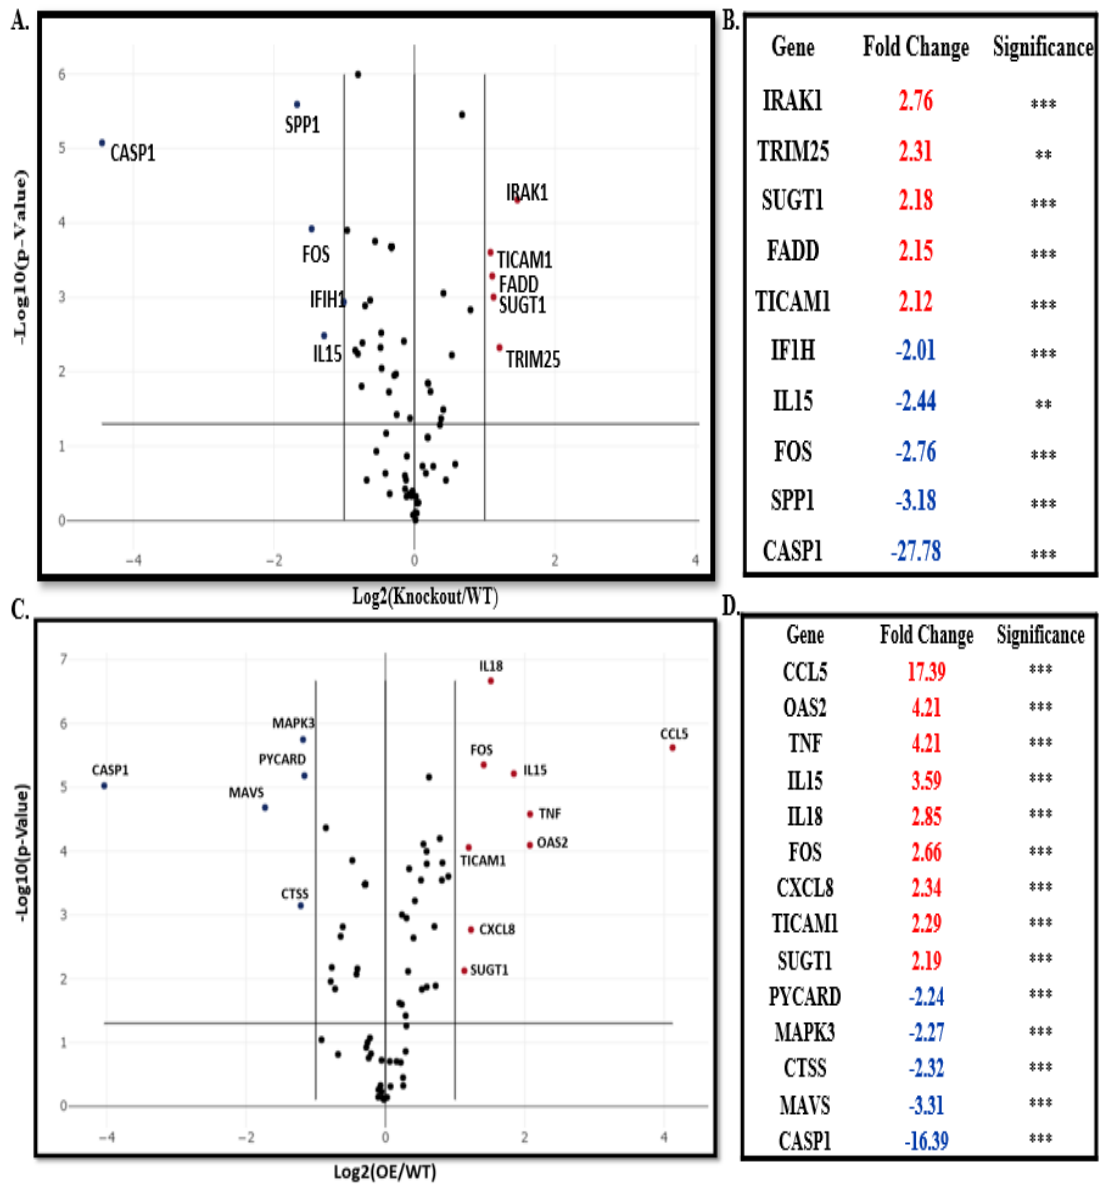 A.
6
5
4
3
2
1
0
SPP1
CASP1
FOS
IFIH1
IL15
IRAK1
TICAM1
FADD
SUGT1
TRIM25
−4
−2
0
2
4
-Log10(p-Value)
Log2(Knockout/WT)
B.
Gene Fold Change Significance
IRAK1 2.76 ***
TRIM25 2.31 **
SUGT1 2.18 ***
FADD 2.15 ***
TICAM1 2.12 ***
IF1H -2.01 ***
IL15 -2.44 **
FOS -2.76 ***
SPP1 -3.18 ***
CASP1 -27.78 ***
C.
7
6
5
4
3
2
1
0
IL18
MAPK3
CCL5
FOS
PYCARD
CASP1
IL15
MAVS
TNF
OAS2
TICAM1
CTSS
CXCL8
SUGT1
−4
−2
0
2
4
-Log10(p-Value)
Log2(OE/WT)
D.
Gene Fold Change Significance
CCL5 17.39 ***
OAS2 4.21 ***
TNF 4.21 ***
IL15 3.59 ***
IL18 2.85 ***
FOS 2.66 ***
CXCL8 2.34 ***
TICAM1 2.29 ***
SUGT1 2.19 ***
PYCARD -2.24 ***
MAPK3 -2.27 ***
CTSS -2.32 ***
MAVS -3.31 ***
CASP1 -16.39 ***